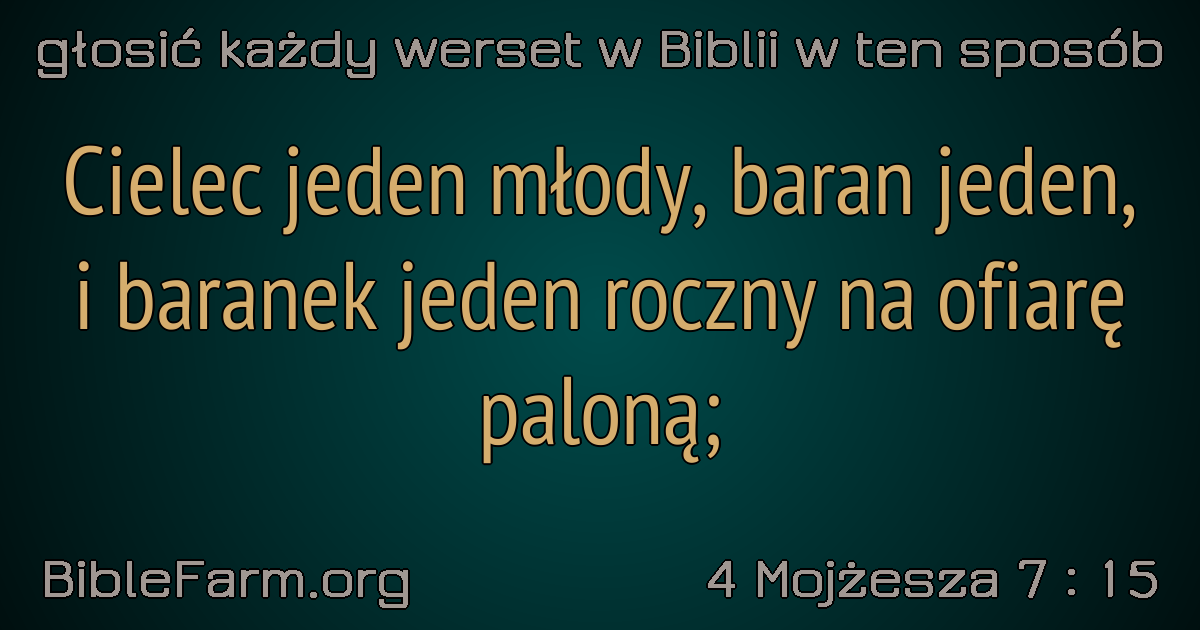 głosić każdy werset w Biblii w ten sposób
Cielec jeden młody, baran jeden,
i baranek jeden roczny na ofiarę
paloną;
BibleFarm.org
4 Mojżesza 7 : 15